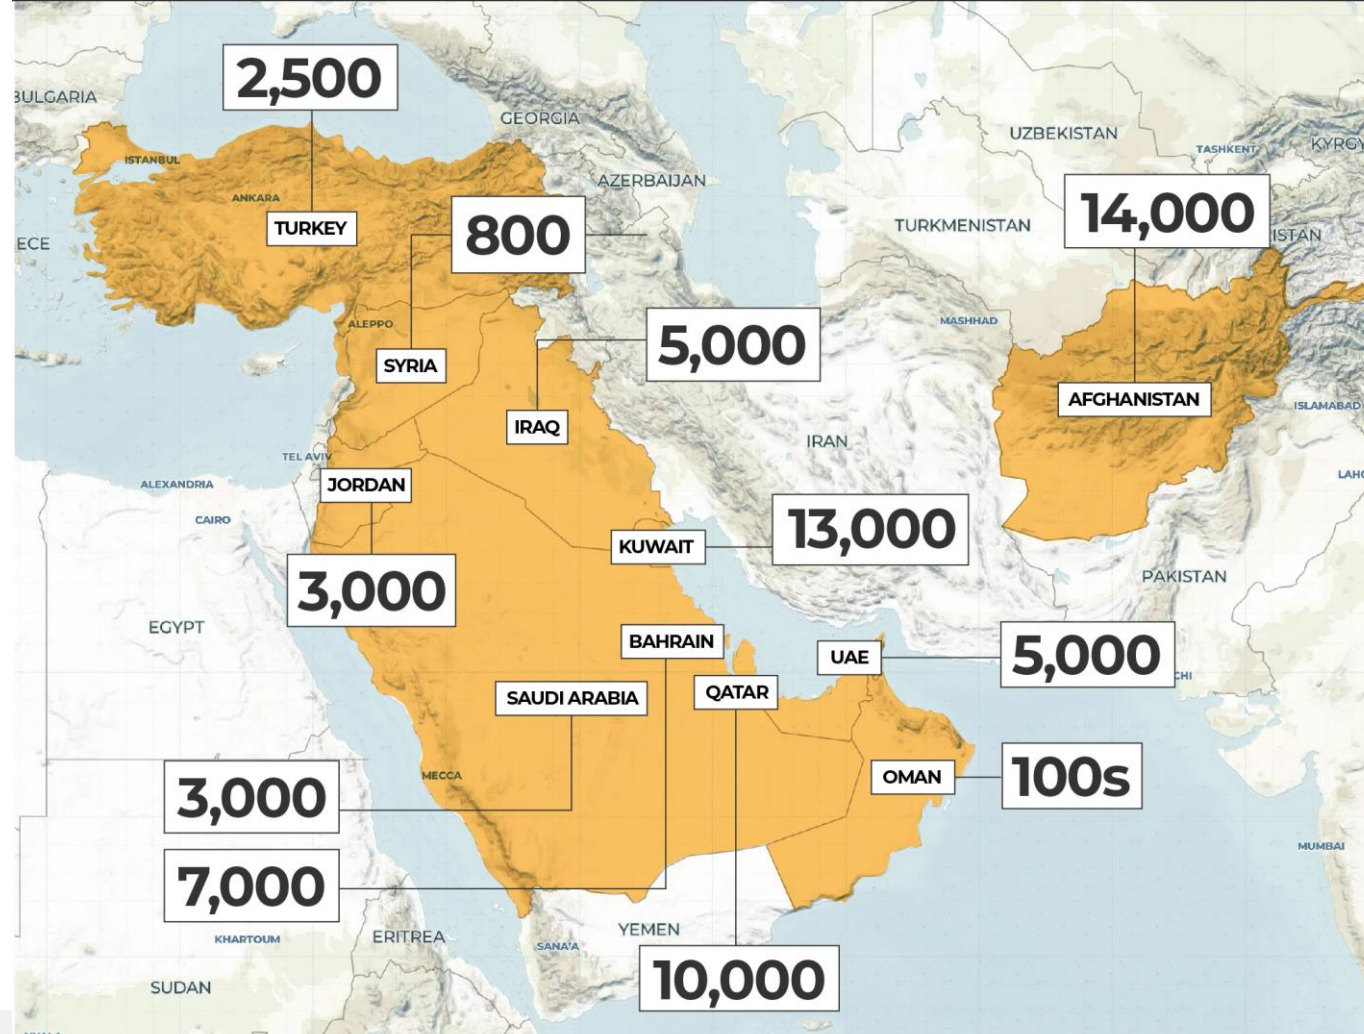 2,500
BULGARIA
GEORGIA
UZBEKISTAN
TASHKENT
KYRGY
ISTANBUL
ANKARA
AZERBAIJAN
14,000
TURKEY
800
TURKMENISTAN
ISTAN
ECE
ALEPPO
MASHHAD
5,000
SYRIA
AFGHANISTAN
ISLAMABAD
IRAQ
IRAN
TEL AVIV
ALEXANDRIA
JORDAN
LAHO
CAIRO
13,000
KUWAIT
3,000
PAKISTAN
EGYPT
BAHRAIN
UAE
5,000
CHI
SAUDI ARABIA
QATAR
MECCA
OMAN
100s
3,000
MUMBAI
7,000
KHARTOUM
ERITREA
SANA'A
YEMEN
10,000
SUDAN